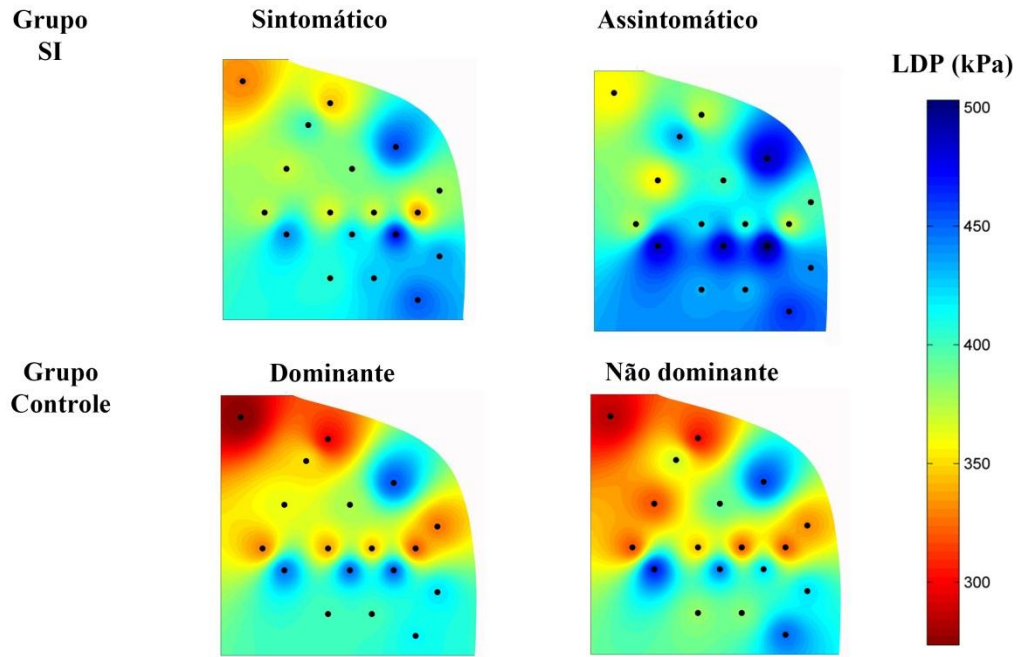 Grupo
SI
Sintomático
Assintomático
LDP (kPa)
500
450
400
350
300
Grupo
Controle
Dominante
Não dominante